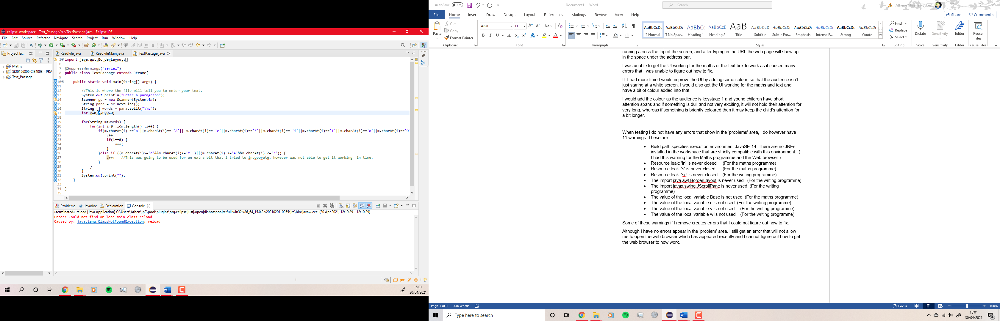 eclipse-workspace - Text_Passage/src/TextPassage.java - Eclipse IDE
File Edit Source Refactor Navigate Search Project Run Window Help
Project Ex...
ReadFile.java ReadFileMain.java TextPassage.java
Maths
St20156806 CIS4003 - PRA
Text_Passage
1 import java.awt.BorderLayout;
6
7 @SuppressWarnings("serial")
8 public class TextPassage extends JFrame{
9
10 public static void main(String[] args) {
11
12 //This is where the file will tell you to enter your text.
13 System.out.println("Enter a paragraph");
14 Scanner sc = new Scanner(System.in);
15 String para = sc.nextLine();
16 String [] words = para.split("\\s");
17 int v=0,c=0,w=0;
18
19 for(String m:words) {
20 for(int i=0 ;i<m.length() ;i++) {
21 if(m.charAt(i) =='a'||m.charAt(i)== 'A'|| m.charAt(i)== 'e'||m.charAt(i)=='E'||m.charAt(i)== 'i'||m.charAt(i)=='I'||m.charAt(i)=='o'||m.charAt(i)=='O
22 v++;
23 if(i==0) {
24 w++;
25 }
26 }else if ((m.charAt(i)>='a'&&m.charAt(i)<='z' )||(m.charAt(i) >='A'&&m.charAt(i) <='Z')) {
27 c++; //This was going to be used for an extra bit that i tried to incoporate, however was not able to get it working in time.
28 }
29 }
30 }
31 System.out.print("");
32 }
33
34 }
35
Problems Javadoc Declaration Console
<terminated> reload [Java Application] C:\Users\Athen\.p2\pool\plugins\org.eclipse.justj.openjdk.hotspot.jre.full.win32.x86_64_15.0.2.v20210201-0955\jre\bin\javaw.exe (30 Apr 2021, 12:10:29 – 12:10:29)
Error: Could not find or load main class reload
Caused by: java.lang.ClassNotFoundException: reload
15:01
30/04/2021
AutoSave Off Document1 - Word Search Athene Marshall-Sykes
File Home Insert Draw Design Layout References Mailings Review View Help Share Comments
Paste Cut
Copy
Format Painter
Arial 11
AaBbCcDc AaBbCcDc AaBbCc AaBbCcD AaB AaBbCcD AaBbCcDc AaBbCcDc AaBbCcDc AaBbCcDc AaBbCcDc
¶ Normal ¶ No Spac... Heading 1 Heading 2 Title Subtitle Subtle Em... Emphasis Intense E... Strong Quote
Find
Replace
Select
Dictate Sensitivity Editor Reuse Files
Clipboard Font Paragraph Styles Editing Voice Sensitivity Editor Reuse Files
running across the top of the screen, and after typing in the URL the web page will show up
in the space under the address bar.
I was unable to get the UI working for the maths or the text box to work as it caused many
errors that I was unable to figure out how to fix.
If I had more time I would improve the UI by adding some colour, so that the audience isn't
just staring at a white screen. I would also get the UI working for the maths and text and
have a bit of colour added into that.
I would add the colour as the audience is keystage 1 and young children have short
attention spans and if something is dull and not very exciting, it will not hold their attention for
very long, whereas if something is brightly coloured then it may keep the child's attention for
a bit longer.
When testing I do not have any errors that show in the 'problems' area, I do however have
11 warnings. These are:
• Build path specifies execution environment JavaSE-14. There are no JREs
installed in the workspace that are strictly compatible with this environment. (
I had this warning for the Maths programme and the Web browser.)
• Resource leak: 'in' is never closed (For the maths programme)
• Resource leak: 's' is never closed (For the maths programme)
• Resource leak: 'sc' is never closed (For the writing programme)
• The import java.awt.BorderLayout is never used (For the writing programme)
• The import javax.swing.JScrollPane is never used (For the writing
programme)
• The value of the local variable Base is not used (For the maths programme)
• The value of the local variable c is not used (For the writing programme)
• The value of the local variable v is not used (For the writing programme)
• The value of the local variable w is not used (For the writing programme)
Some of these warnings if I remove creates errors that I could not figure out how to fix.
Although I have no errors appear in the 'problem' area. I still get an error that will not allow
me to open the web browser which has appeared recently and I cannot figure out how to get
the web browser to now work.
Page 1 of 1 446 words Focus 100%
Type here to search
15:01
30/04/2021
4